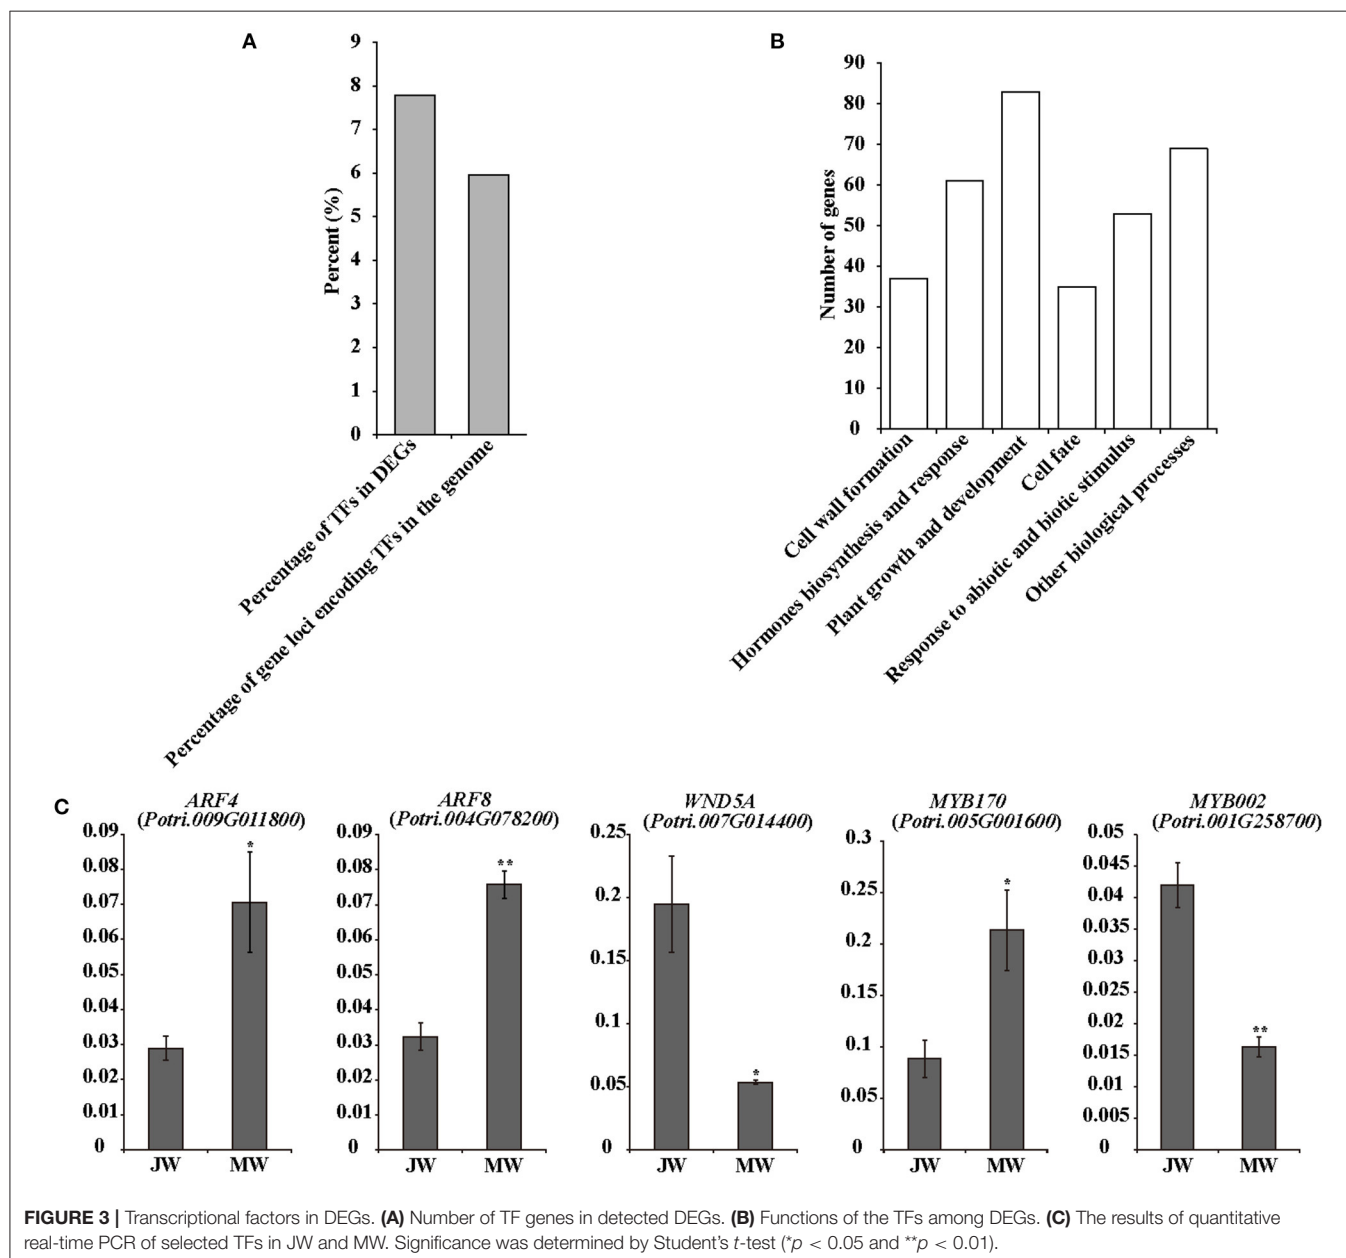 A
9
8
7
6
5
4
3
2
1
0
Percent (%)
Percentage of TFs in DEGs
Percentage of gene loci encoding TFs in the genome
B
90
80
70
60
50
40
30
20
10
0
Number of genes
Cell wall formation
Hormones biosynthesis and response
Plant growth and development
Cell fate
Response to abiotic and biotic stimulus
Other biological processes
C
ARF4
(Potri.009G011800)
0.09
0.08
0.07
0.06
0.05
0.04
0.03
0.02
0.01
0
*
JW MW
ARF8
(Potri.004G078200)
0.09
0.08
0.07
0.06
0.05
0.04
0.03
0.02
0.01
0
**
JW MW
WND5A
(Potri.007G014400)
0.25
0.2
0.15
0.1
0.05
0
*
JW MW
MYB170
(Potri.005G001600)
0.3
0.25
0.2
0.15
0.1
0.05
0
*
JW MW
MYB002
(Potri.001G258700)
0.05
0.045
0.04
0.035
0.03
0.025
0.02
0.015
0.01
0.005
0
**
JW MW
FIGURE 3 | Transcriptional factors in DEGs. (A) Number of TF genes in detected DEGs. (B) Functions of the TFs among DEGs. (C) The results of quantitative
real-time PCR of selected TFs in JW and MW. Significance was determined by Student's t-test (*p < 0.05 and **p < 0.01).